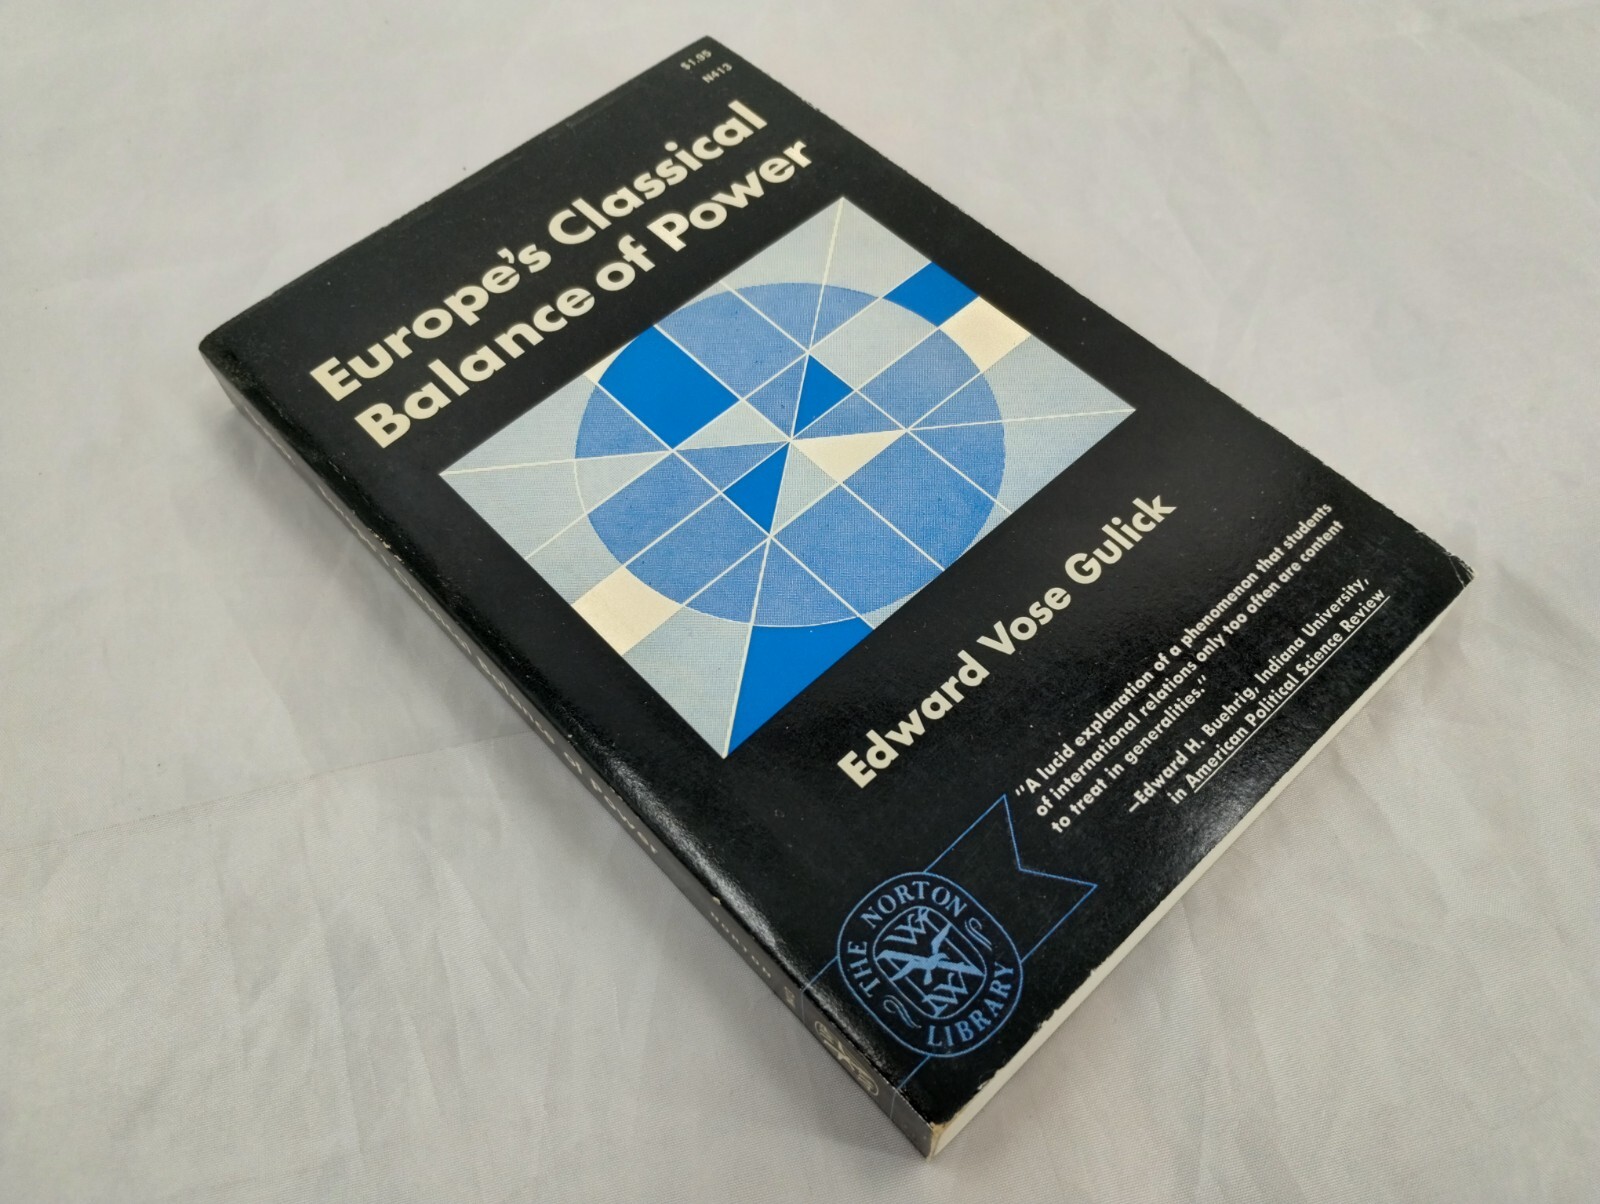 $1.95
N413
Europe's Classical
Balance of Power
Edward Vose Gulick
"A lucid explanation of a phenomenon that students
of international relations only too often are content
to treat in generalities."
—Edward H. Buehrig, Indiana University,
in American Political Science Review
THE NORTON LIBRARY
NORTON